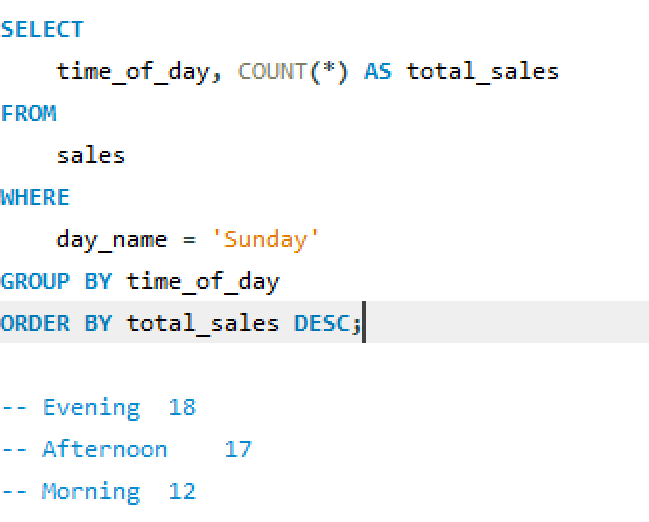 SELECT
    time_of_day, COUNT(*) AS total_sales
FROM
    sales
WHERE
    day_name = 'Sunday'
GROUP BY time_of_day
ORDER BY total_sales DESC;

-- Evening  18
-- Afternoon    17
-- Morning  12